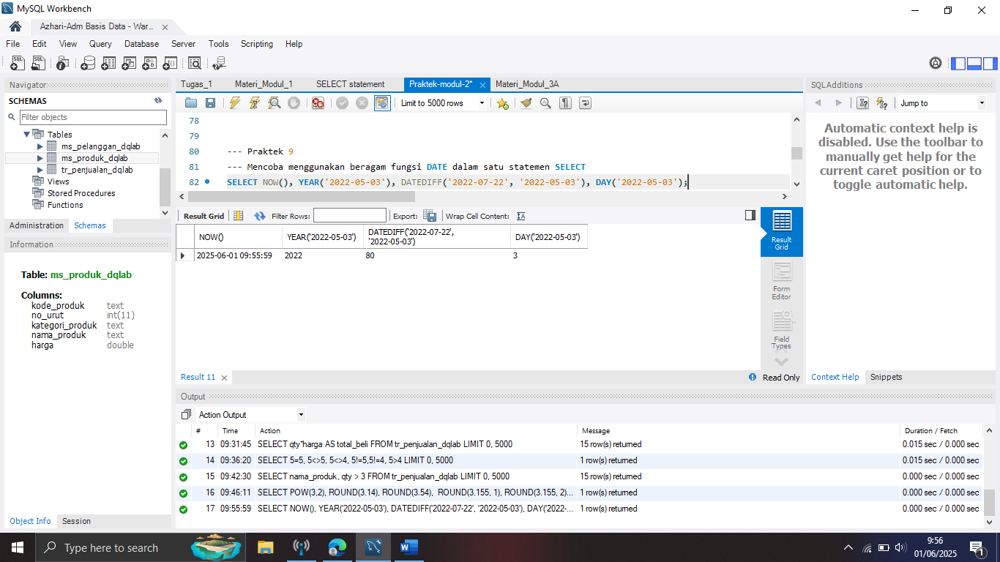 MySQL Workbench
Azhari-Adm Basis Data - War...
File Edit View Query Database Server Tools Scripting Help
Navigator
SCHEMAS
Filter objects
Tables
ms_pelanggan_dqlab
ms_produk_dqlab
tr_penjualan_dqlab
Views
Stored Procedures
Functions
Administration Schemas
Information
Table: ms_produk_dqlab
Columns:
kode_produk text
no_urut int(11)
kategori_produk text
nama_produk text
harga double
Object Info Session
Tugas_1 Materi_Modul_1 SELECT statement Praktek-modul-2* Materi_Modul_3A
Limit to 5000 rows
78
79
80 --- Praktek 9
81 --- Mencoba menggunakan beragam fungsi DATE dalam satu statemen SELECT
82 SELECT NOW(), YEAR('2022-05-03'), DATEDIFF('2022-07-22', '2022-05-03'), DAY('2022-05-03');
Result Grid Filter Rows: Export: Wrap Cell Content:
NOW() YEAR('2022-05-03') DATEDIFF('2022-07-22', '2022-05-03') DAY('2022-05-03')
2025-06-01 09:55:59 2022 80 3
Result Grid
Form Editor
Field Types
Result 11 Read Only
SQLAdditions
Jump to
Automatic context help is
disabled. Use the toolbar to
manually get help for the
current caret position or to
toggle automatic help.
Context Help Snippets
Output
Action Output
# Time Action Message Duration / Fetch
13 09:31:45 SELECT qty*harga AS total_beli FROM tr_penjualan_dqlab LIMIT 0, 5000 15 row(s) returned 0.015 sec / 0.000 sec
14 09:36:20 SELECT 5=5, 5<>5, 5<>4, 5!=5,5!=4, 5>4 LIMIT 0, 5000 1 row(s) returned 0.015 sec / 0.000 sec
15 09:42:30 SELECT nama_produk, qty > 3 FROM tr_penjualan_dqlab LIMIT 0, 5000 15 row(s) returned 0.000 sec / 0.000 sec
16 09:46:11 SELECT POW(3,2), ROUND(3.14), ROUND(3.54), ROUND(3.155, 1), ROUND(3.155, 2)... 1 row(s) returned 0.000 sec / 0.000 sec
17 09:55:59 SELECT NOW(), YEAR('2022-05-03'), DATEDIFF('2022-07-22', '2022-05-03'), DAY('2022-... 1 row(s) returned 0.000 sec / 0.000 sec
Type here to search
9:56
01/06/2025
1